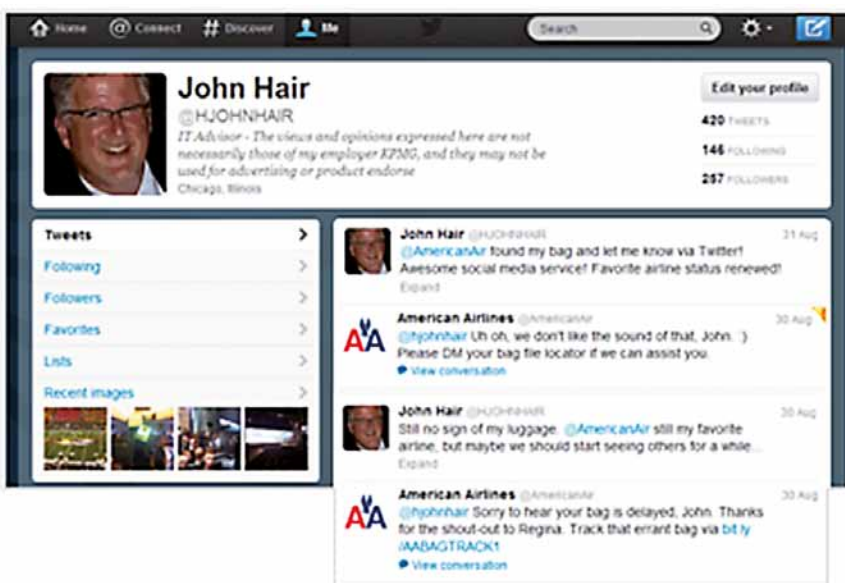 Home @ Connect # Discover Me Search
John Hair
@HJOHNHAIR
IT Advisor - The views and opinions expressed here are not
necessarily those of my employer KPMG, and they may not be
used for advertising or product endorse
Chicago, Illinois
Edit your profile
420 TWEETS
146 FOLLOWING
257 FOLLOWERS
Tweets
Following
Followers
Favorites
Lists
Recent images
John Hair @HJOHNHAIR 31 Aug
@AmericanAir found my bag and let me know via Twitter!
Awesome social media service! Favorite airline status renewed!
Expand
American Airlines @AmericanAir 30 Aug
@hjohnhair Uh oh, we don't like the sound of that, John. :)
Please DM your bag file locator if we can assist you.
View conversation
John Hair @HJOHNHAIR 30 Aug
Still no sign of my luggage. @AmericanAir still my favorite
airline, but maybe we should start seeing others for a while...
Expand
AA
American Airlines @AmericanAir 30 Aug
@hjohnhair Sorry to hear your bag is delayed, John. Thanks
for the shout-out to Regina. Track that errant bag via bit.ly
/AABAGTRACK1
View conversation
AA